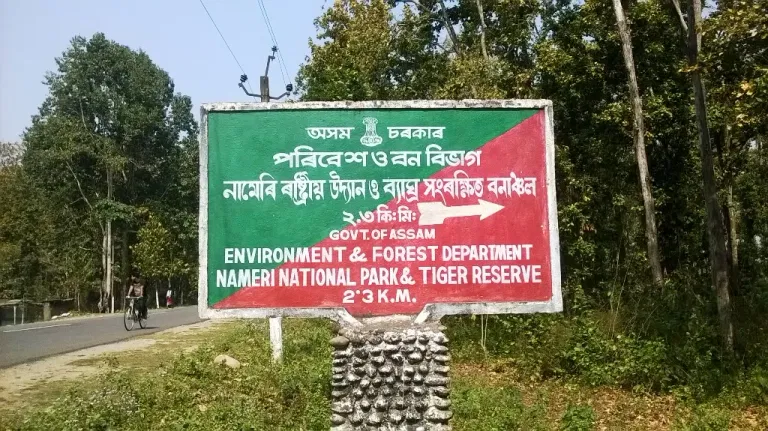 অসম চৰকাৰ
পৰিবেশ ও বন বিভাগ
নামেৰি ৰাষ্ট্ৰীয় উদ্যান ও ব্যাঘ্ৰ সংৰক্ষিত বনাঞ্চল
২.৩ কি: মি:
GOVT. OF ASSAM
ENVIRONMENT & FOREST DEPARTMENT
NAMERI NATIONAL PARK & TIGER RESERVE
2·3 K.M.